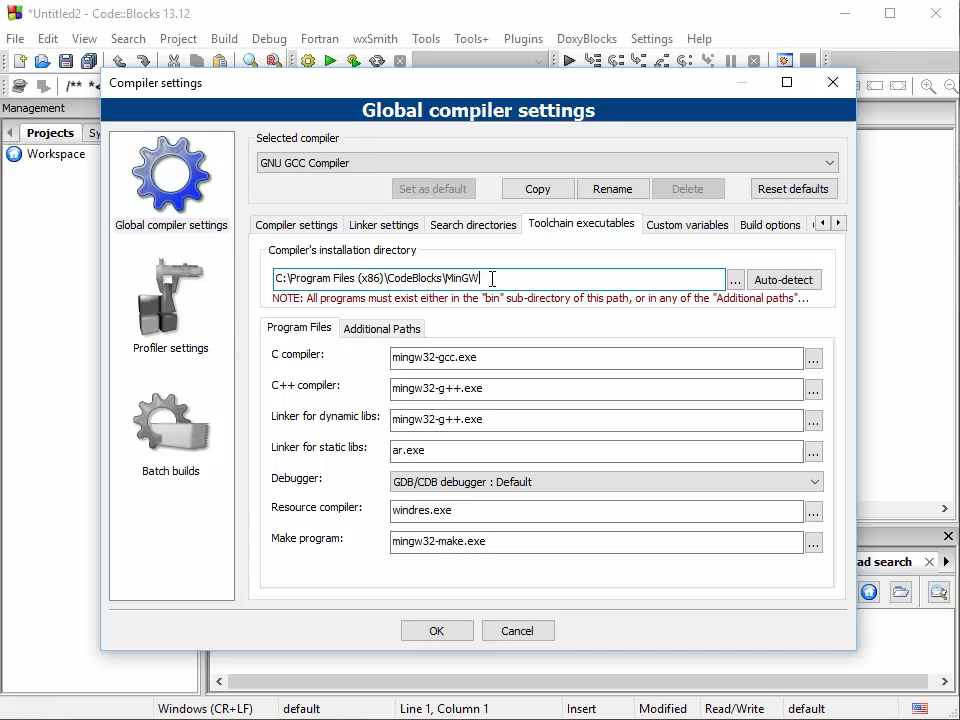 *Untitled2 - Code::Blocks 13.12
File Edit View Search Project Build Debug Fortran wxSmith Tools Tools+ Plugins DoxyBlocks Settings Help
/**
Management
Projects Sy
Workspace
Compiler settings
Global compiler settings
Global compiler settings
Profiler settings
Batch builds
Selected compiler
GNU GCC Compiler
Set as default Copy Rename Delete Reset defaults
Compiler settings Linker settings Search directories Toolchain executables Custom variables Build options
Compiler's installation directory
C:\Program Files (x86)\CodeBlocks\MinGW ... Auto-detect
NOTE: All programs must exist either in the "bin" sub-directory of this path, or in any of the "Additional paths"...
Program Files Additional Paths
C compiler: mingw32-gcc.exe ...
C++ compiler: mingw32-g++.exe ...
Linker for dynamic libs: mingw32-g++.exe ...
Linker for static libs: ar.exe ...
Debugger: GDB/CDB debugger : Default
Resource compiler: windres.exe ...
Make program: mingw32-make.exe ...
OK Cancel
ad search
Windows (CR+LF) default Line 1, Column 1 Insert Modified Read/Write default